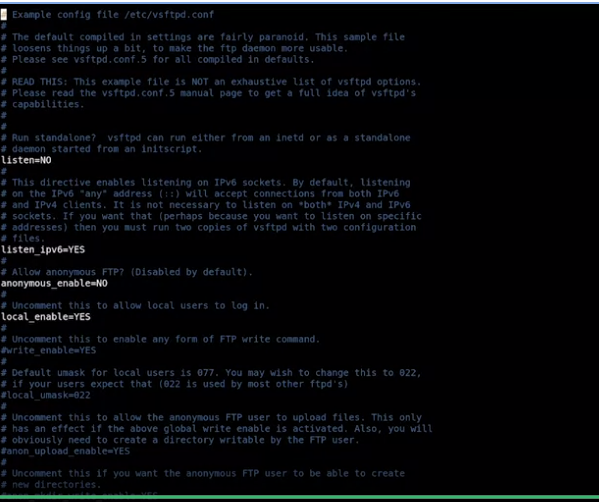 # Example config file /etc/vsftpd.conf
#
# The default compiled in settings are fairly paranoid. This sample file
# loosens things up a bit, to make the ftp daemon more usable.
# Please see vsftpd.conf.5 for all compiled in defaults.
#
# READ THIS: This example file is NOT an exhaustive list of vsftpd options.
# Please read the vsftpd.conf.5 manual page to get a full idea of vsftpd's
# capabilities.
#
#
# Run standalone?  vsftpd can run either from an inetd or as a standalone
# daemon started from an initscript.
listen=NO
#
# This directive enables listening on IPv6 sockets. By default, listening
# on the IPv6 "any" address (::) will accept connections from both IPv6
# and IPv4 clients. It is not necessary to listen on *both* IPv4 and IPv6
# sockets. If you want that (perhaps because you want to listen on specific
# addresses) then you must run two copies of vsftpd with two configuration
# files.
listen_ipv6=YES
#
# Allow anonymous FTP? (Disabled by default).
anonymous_enable=NO
#
# Uncomment this to allow local users to log in.
local_enable=YES
#
# Uncomment this to enable any form of FTP write command.
#write_enable=YES
#
# Default umask for local users is 077. You may wish to change this to 022,
# if your users expect that (022 is used by most other ftpd's)
#local_umask=022
#
# Uncomment this to allow the anonymous FTP user to upload files. This only
# has an effect if the above global write enable is activated. Also, you will
# obviously need to create a directory writable by the FTP user.
#anon_upload_enable=YES
#
# Uncomment this if you want the anonymous FTP user to be able to create
# new directories.
#anon_mkdir_write_enable=YES